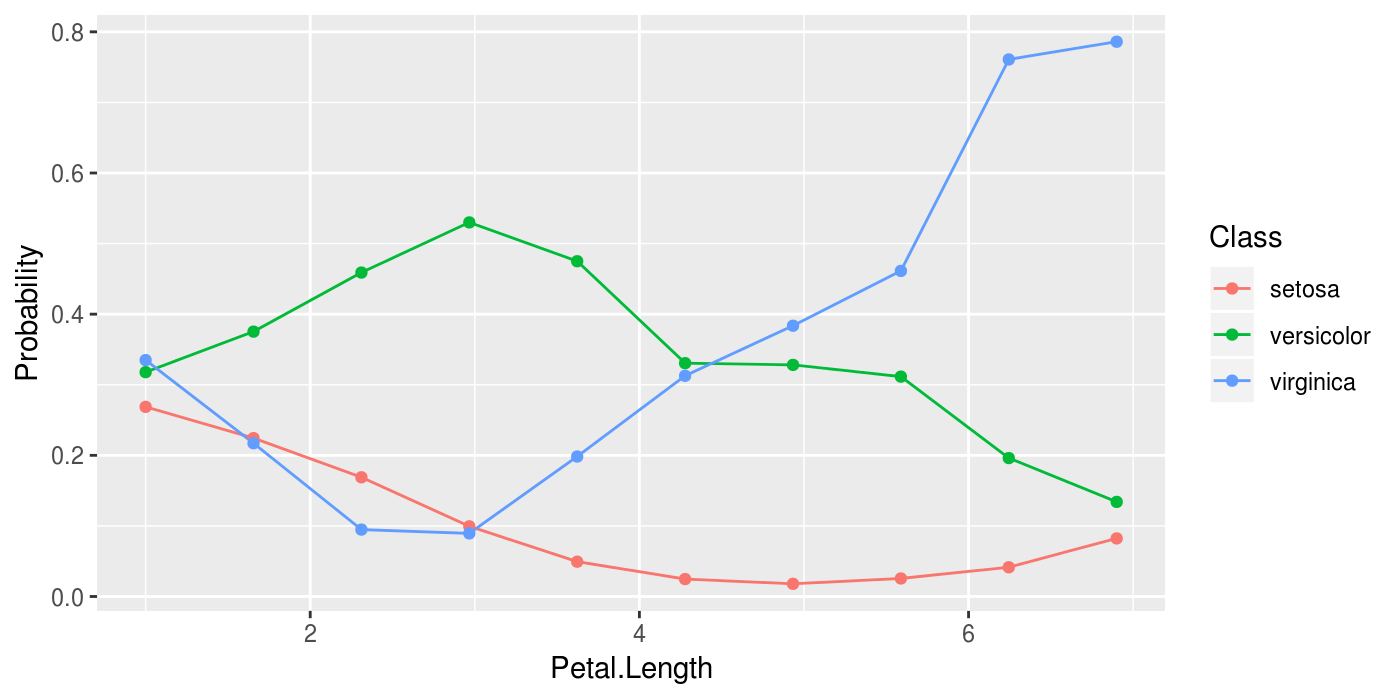 0.8
0.6
0.4
0.2
0.0
Probability
2 4 6
Petal.Length
Class
setosa
versicolor
virginica